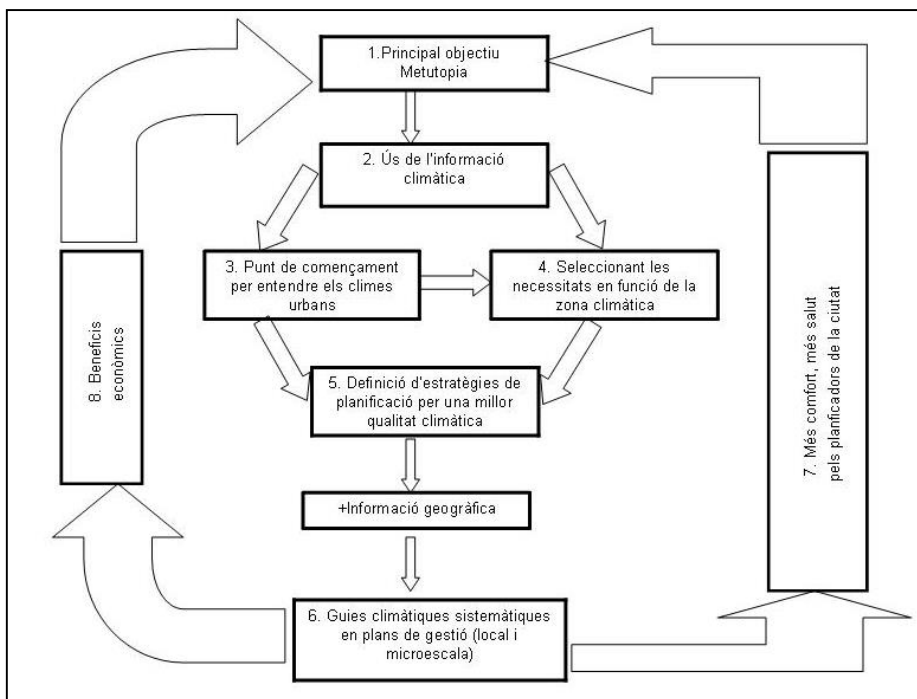 1.Principal objectiu
Metutopia
2. Ús de l'informació
climàtica
3. Punt de començament
per entendre els climes
urbans
4. Seleccionant les
necessitats en funció de la
zona climàtica
5. Definició d'estratègies de
planificació per una millor
qualitat climàtica
+Informació geogràfica
6. Guies climàtiques sistemàtiques
en plans de gestió (local i
microescala)
7. Més comfort, més salut
pels planficadors de la ciutat
8. Beneficis
econòmics